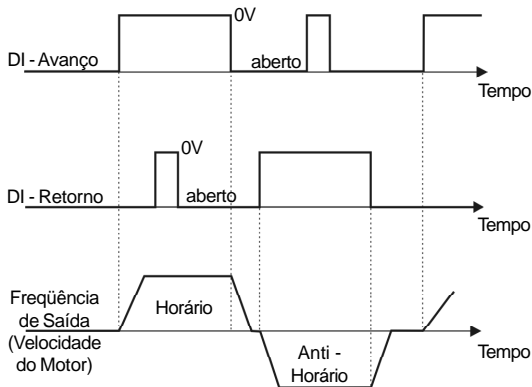 0V
DI - Avanço
aberto
Tempo
0V
DI - Retorno
aberto
Tempo
Freqüência
de Saída
(Velocidade
do Motor)
Horário
Tempo
Anti -
Horário